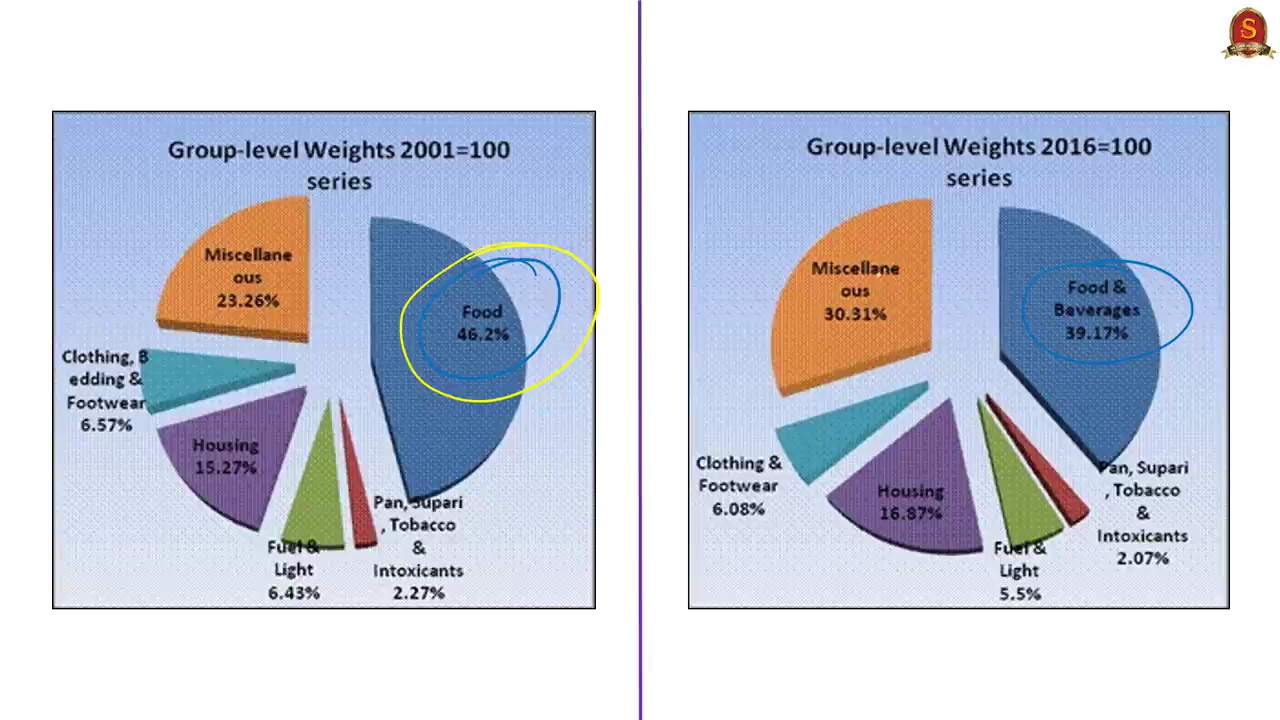 S
Group-level Weights 2001=100
series
Miscellane
ous
23.26%
Food
46.2%
Clothing, B
edding &
Footwear
6.57%
Housing
15.27%
Fuel &
Light
6.43%
Pan, Supari
, Tobacco
&
Intoxicants
2.27%
Group-level Weights 2016=100
series
Miscellane
ous
30.31%
Food &
Beverages
39.17%
Clothing &
Footwear
6.08%
Housing
16.87%
Fuel &
Light
5.5%
Pan, Supari
, Tobacco
&
Intoxicants
2.07%